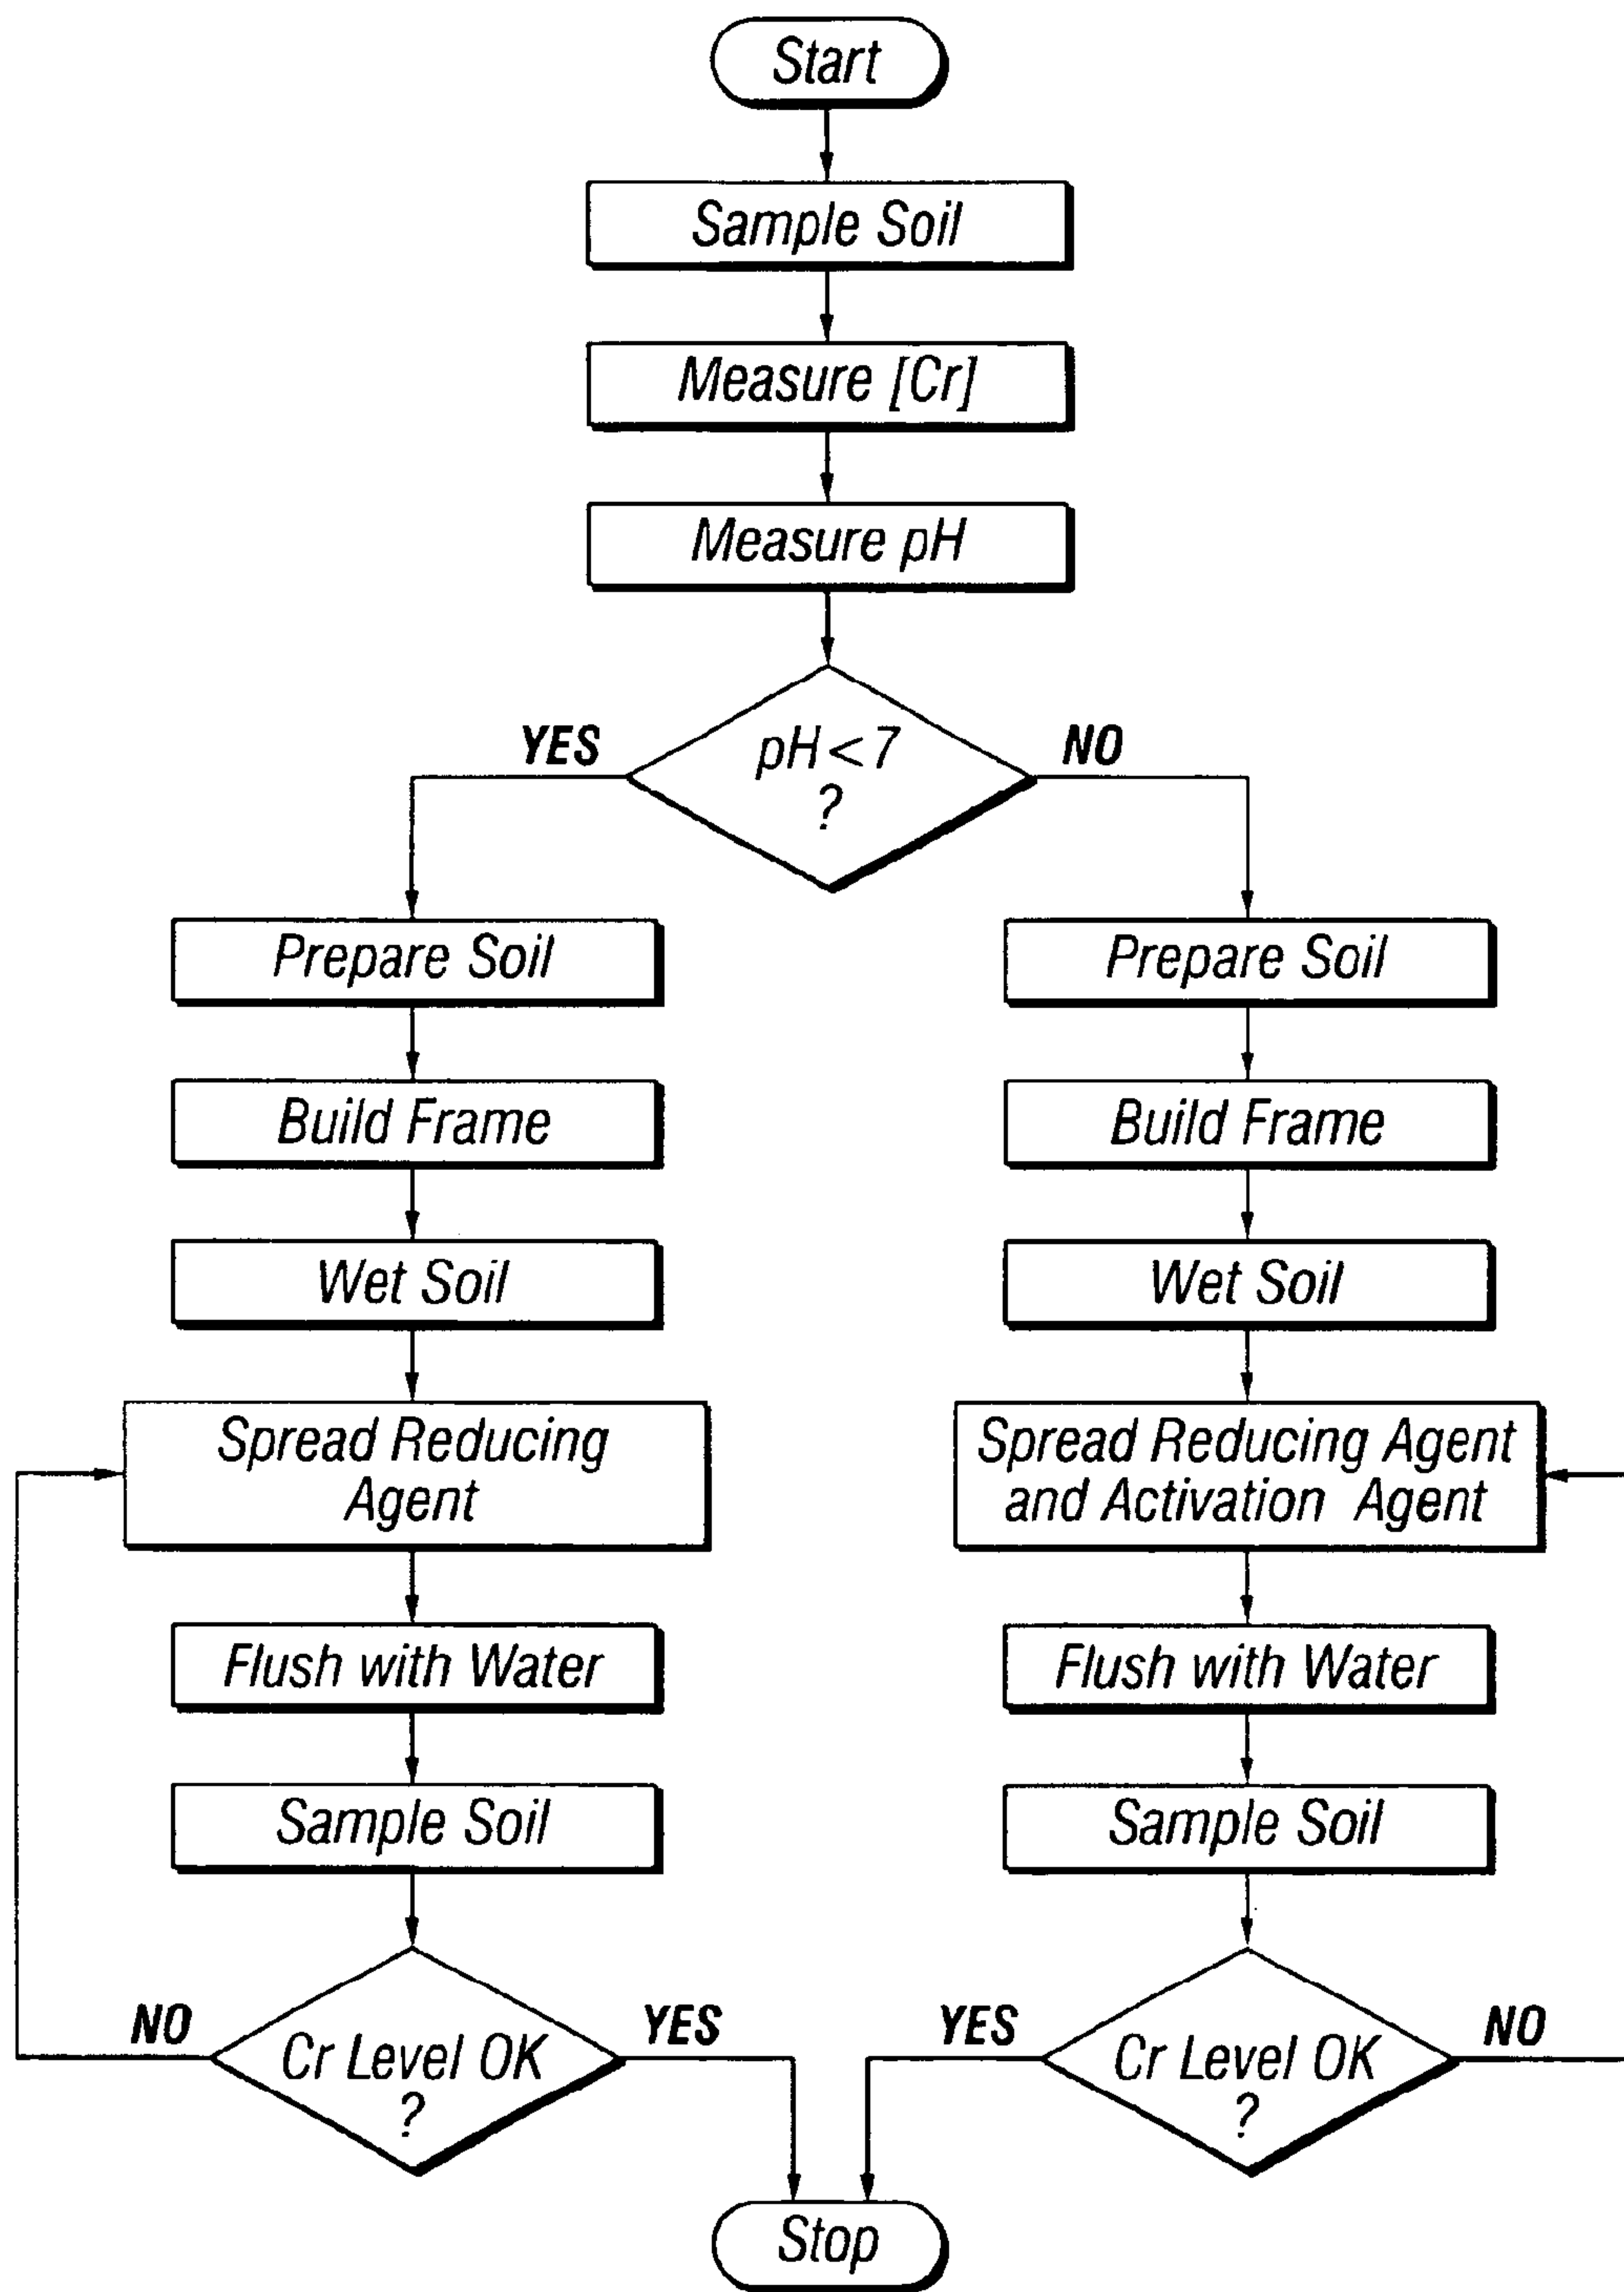 Start
Sample Soil
Measure [Cr]
Measure pH
pH<7
?
YES
NO
Prepare Soil
Build Frame
Wet Soil
Spread Reducing
Agent
Flush with Water
Sample Soil
Cr Level OK
?
NO
YES
Prepare Soil
Build Frame
Wet Soil
Spread Reducing Agent
and Activation Agent
Flush with Water
Sample Soil
Cr Level OK
?
YES
NO
Stop